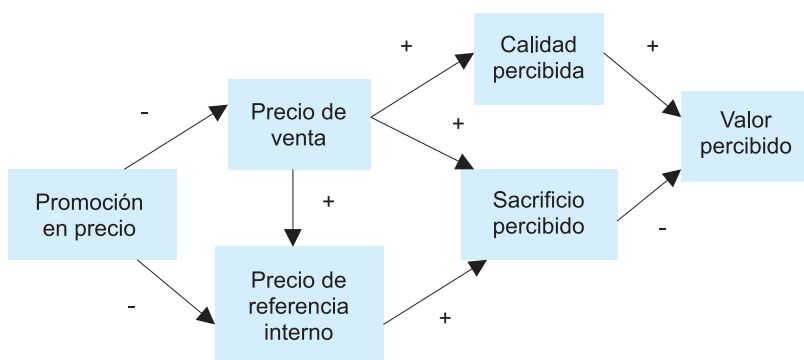 Promoción
en precio
-
-
Precio de
venta
+
Precio de
referencia
interno
+
+
+
Calidad
percibida
Sacrificio
percibido
+
-
Valor
percibido